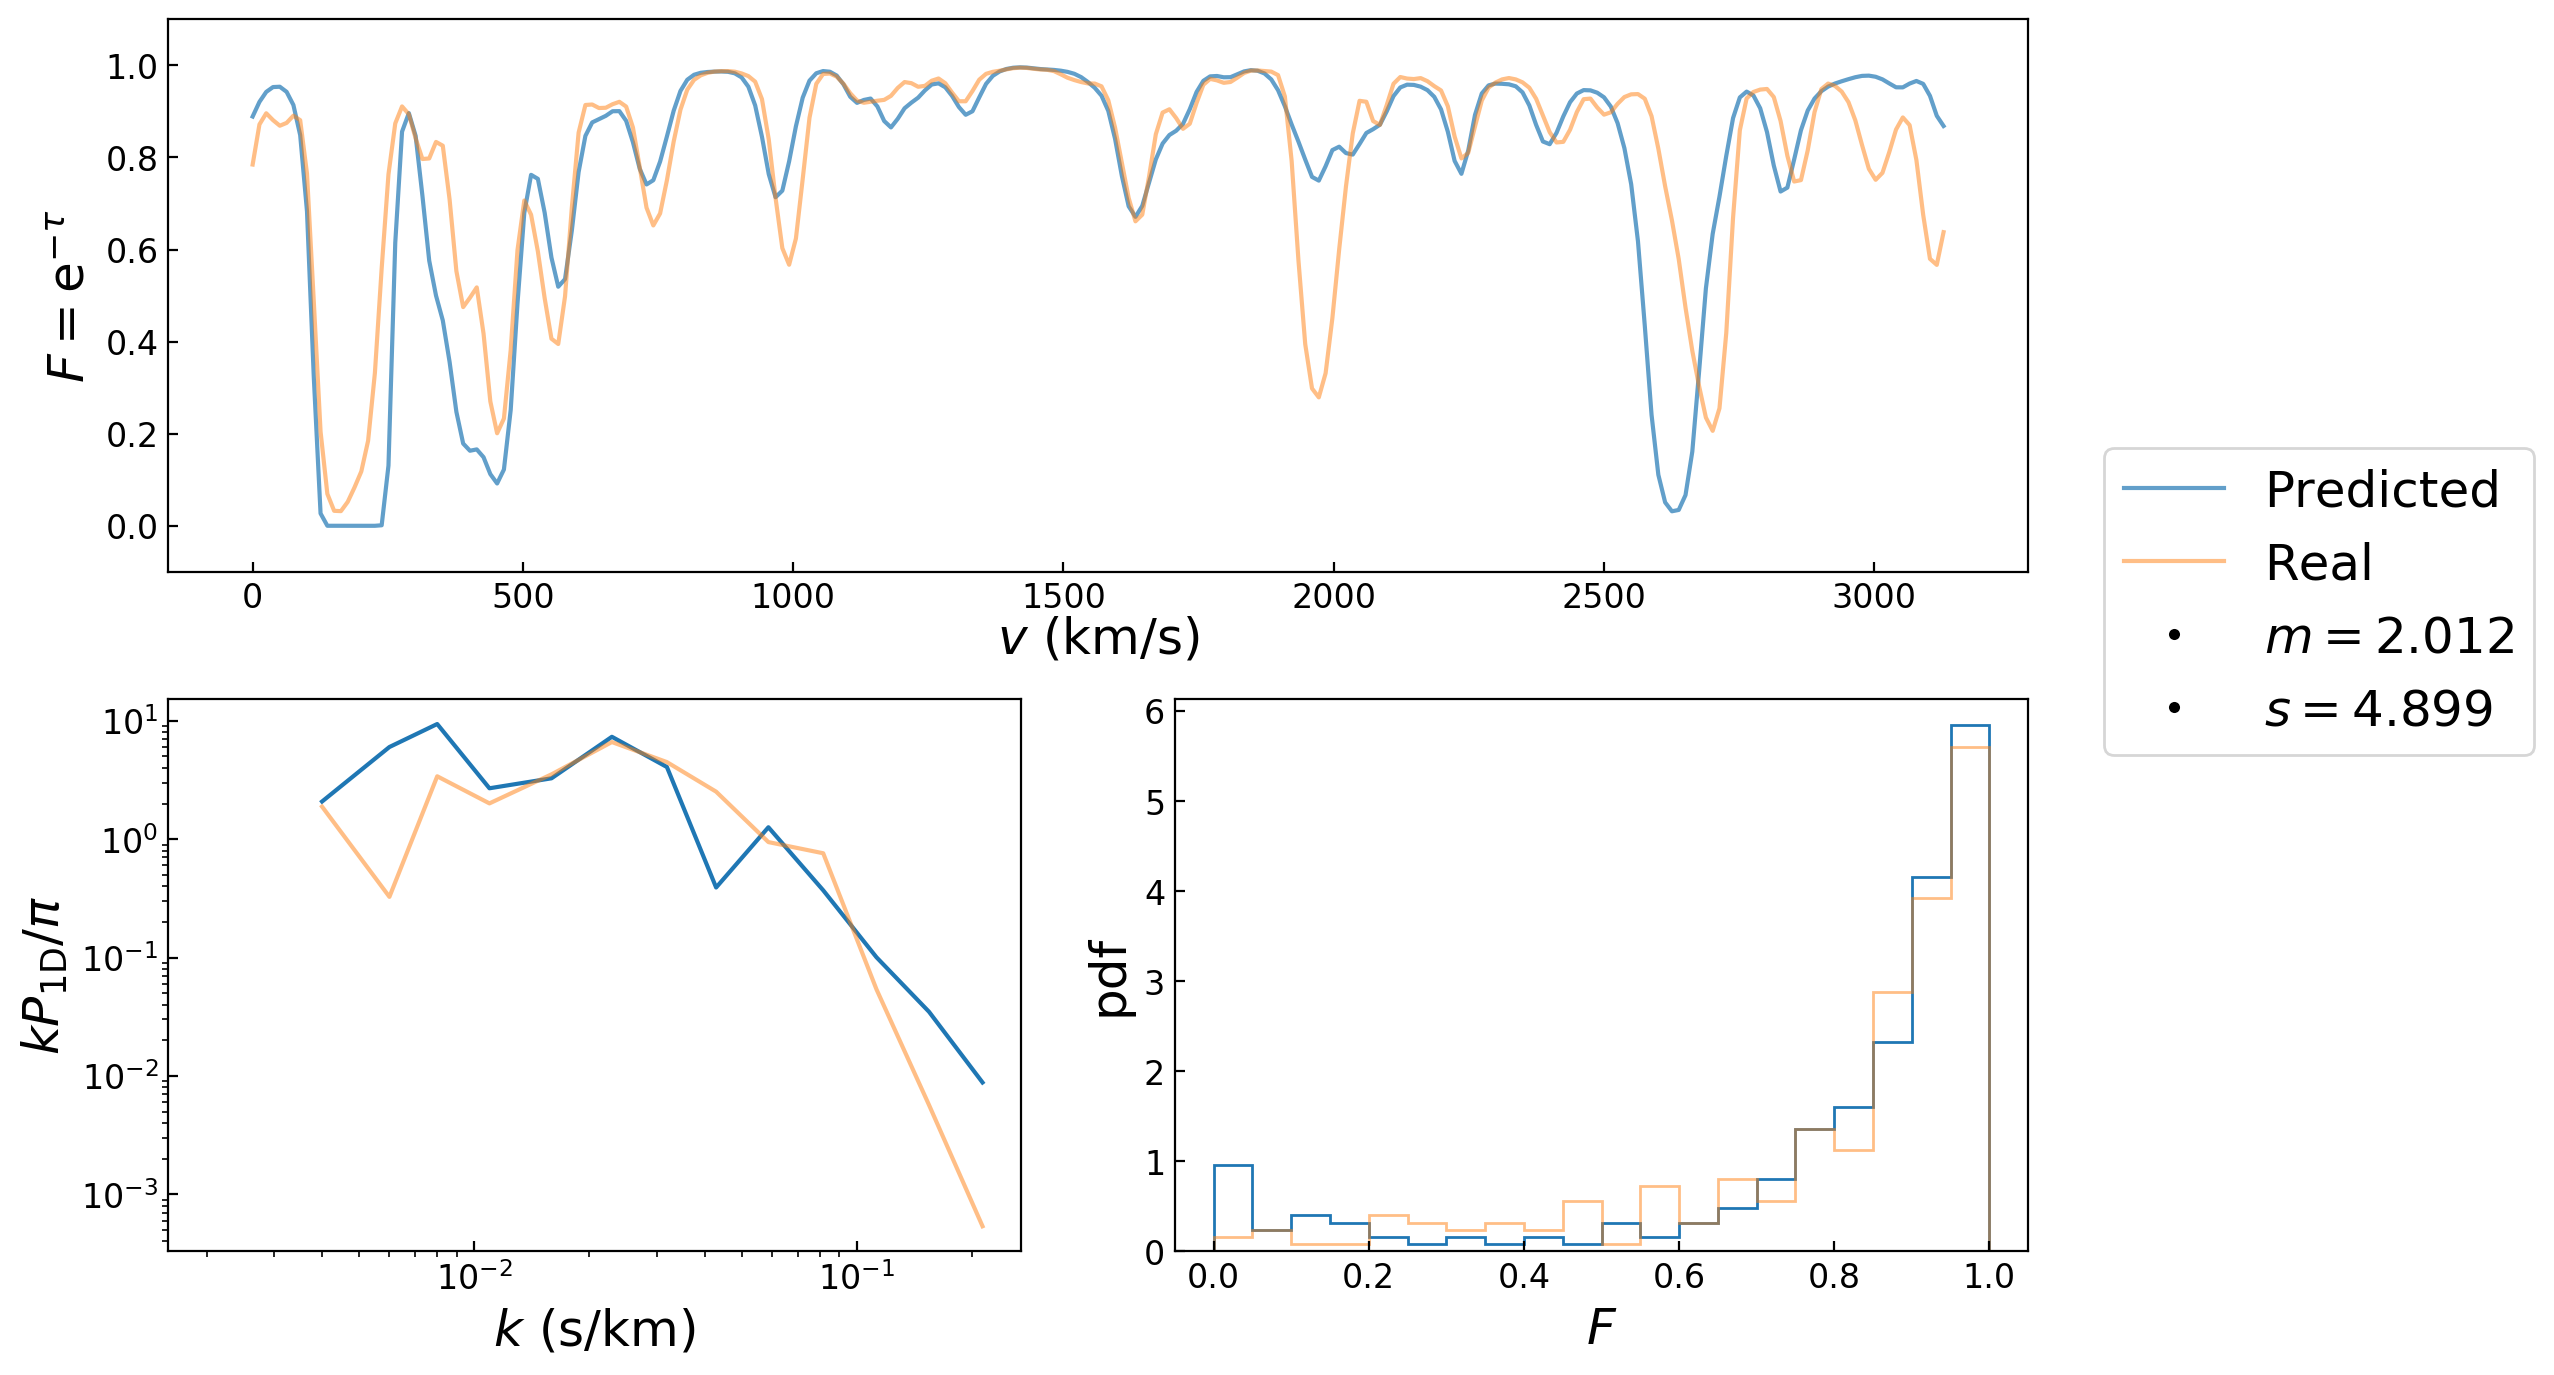 F = e^{-τ}
1.0
0.8
0.6
0.4
0.2
0.0
0 500 1000 1500 2000 2500 3000
v (km/s)
Predicted
Real
m = 2.012
s = 4.899
kP_{1D}/π
10^1
10^0
10^{−1}
10^{−2}
10^{−3}
10^{−2} 10^{−1}
k (s/km)
pdf
6
5
4
3
2
1
0
0.0 0.2 0.4 0.6 0.8 1.0
F